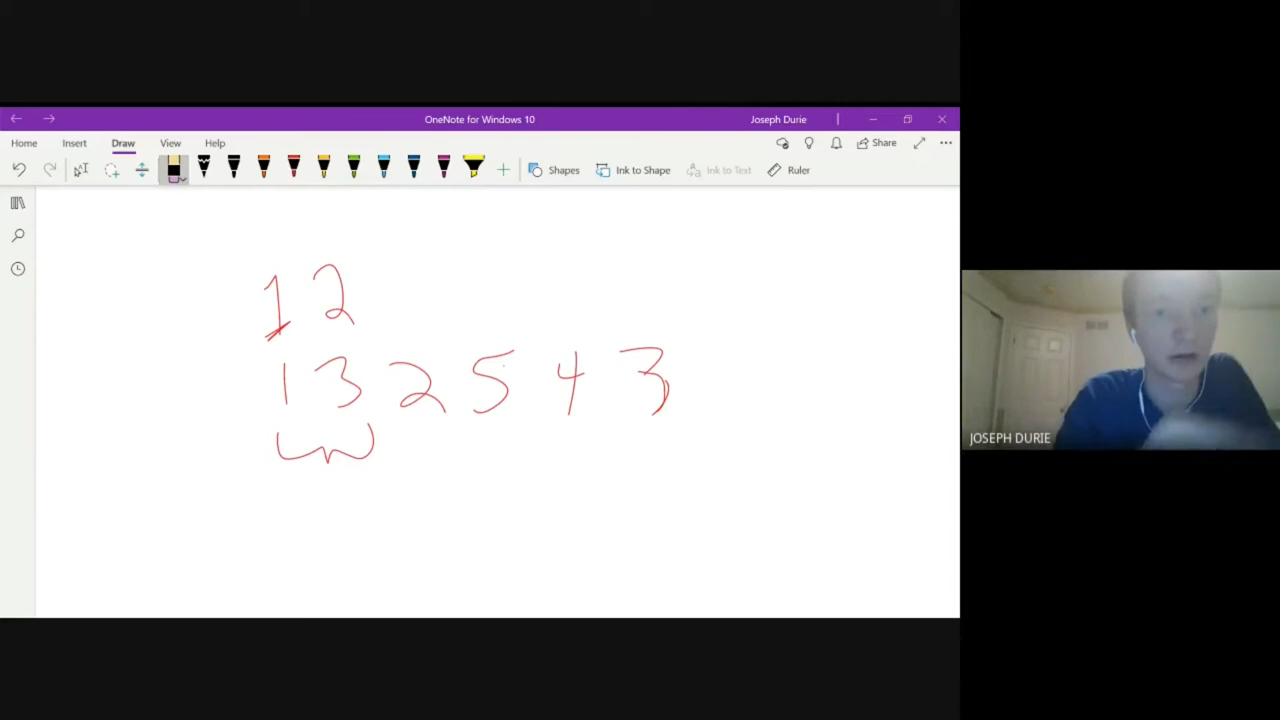 OneNote for Windows 10
Joseph Durie
Home Insert Draw View Help
Share
Shapes Ink to Shape Ink to Text Ruler
1 2
1 3 2 5 4 3
JOSEPH DURIE